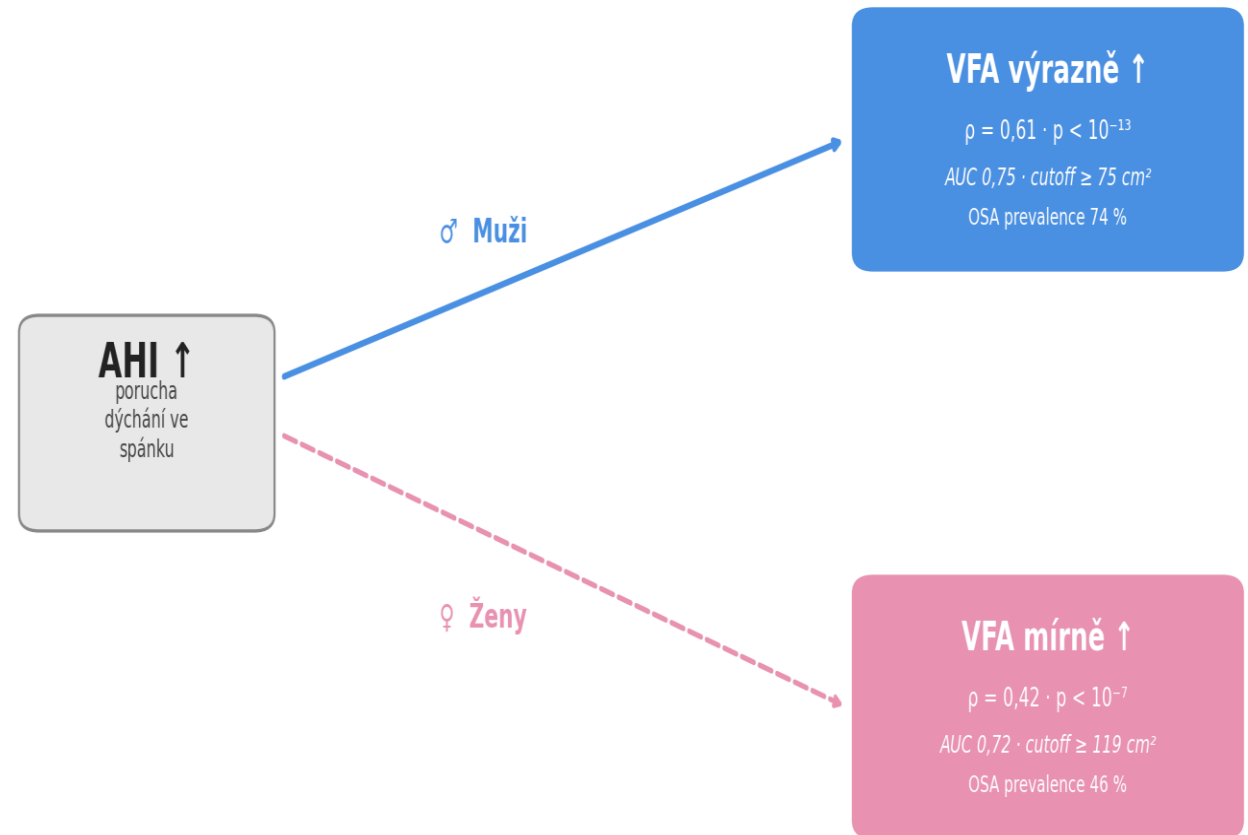 VFA výrazně ↑
ρ = 0,61 · p < 10⁻¹³
AUC 0,75 · cutoff ≥ 75 cm²
OSA prevalence 74 %
♂ Muži
AHI ↑
porucha
dýchání ve
spánku
♀ Ženy
VFA mírně ↑
ρ = 0,42 · p < 10⁻⁷
AUC 0,72 · cutoff ≥ 119 cm²
OSA prevalence 46 %